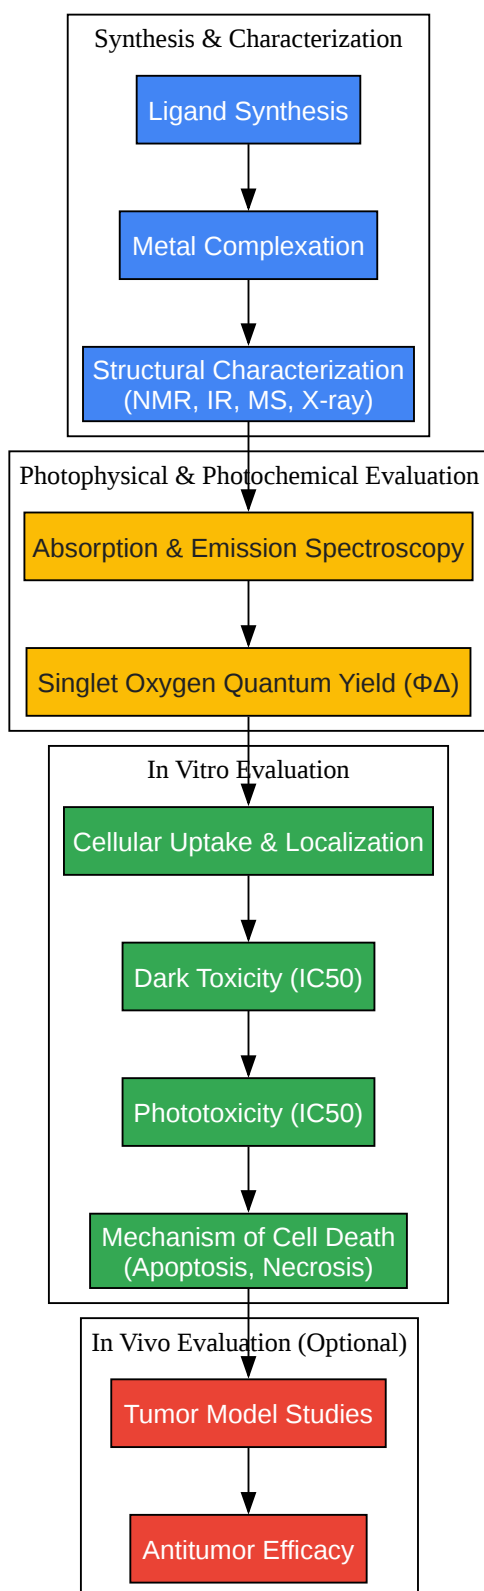 Synthesis & Characterization
Ligand Synthesis
Metal Complexation
Structural Characterization
(NMR, IR, MS, X-ray)
Photophysical & Photochemical Evaluation
Absorption & Emission Spectroscopy
Singlet Oxygen Quantum Yield (ΦΔ)
In Vitro Evaluation
Cellular Uptake & Localization
Dark Toxicity (IC50)
Phototoxicity (IC50)
Mechanism of Cell Death
(Apoptosis, Necrosis)
In Vivo Evaluation (Optional)
Tumor Model Studies
Antitumor Efficacy